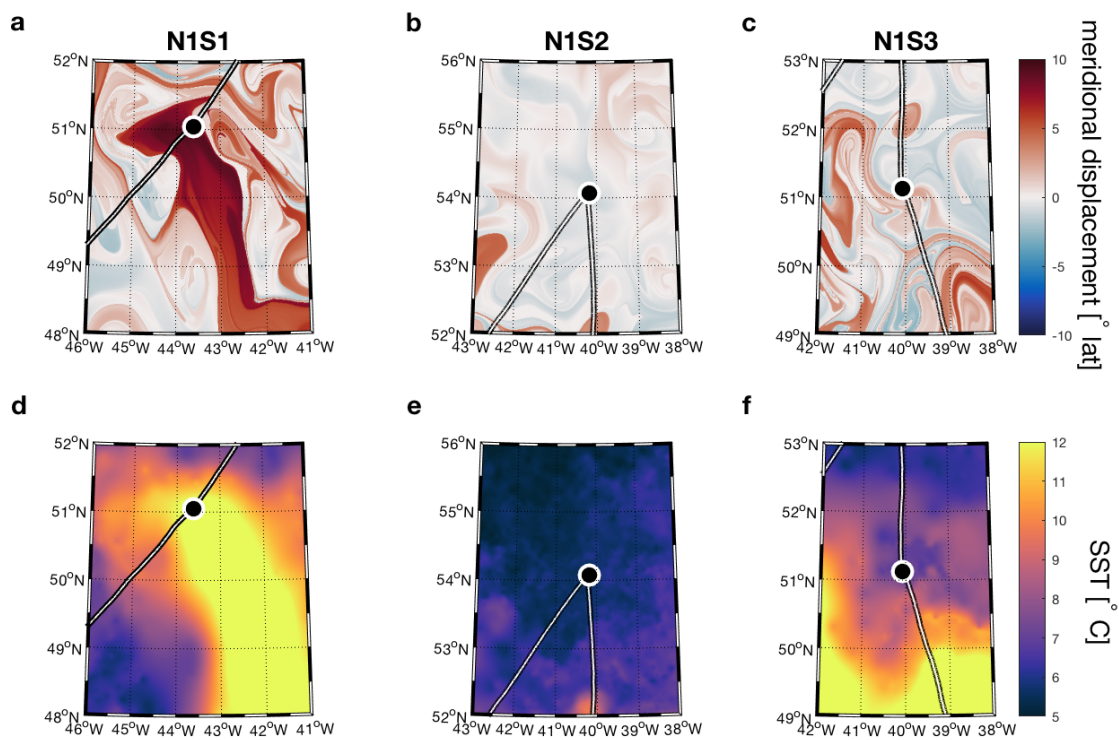 a
N1S1
52°N
51°N
50°N
49°N
48°N
46°W 45°W 44°W 43°W 42°W 41°W
b
N1S2
56°N
55°N
54°N
53°N
52°N
43°W 42°W 41°W 40°W 39°W 38°W
c
N1S3
53°N
52°N
51°N
50°N
49°N
42°W 41°W 40°W 39°W 38°W
10
5
0
-5
-10
meridional displacement [° lat]
d
52°N
51°N
50°N
49°N
48°N
46°W 45°W 44°W 43°W 42°W 41°W
e
56°N
55°N
54°N
53°N
52°N
43°W 42°W 41°W 40°W 39°W 38°W
f
53°N
52°N
51°N
50°N
49°N
42°W 41°W 40°W 39°W 38°W
12
11
10
9
8
7
6
5
SST [° C]